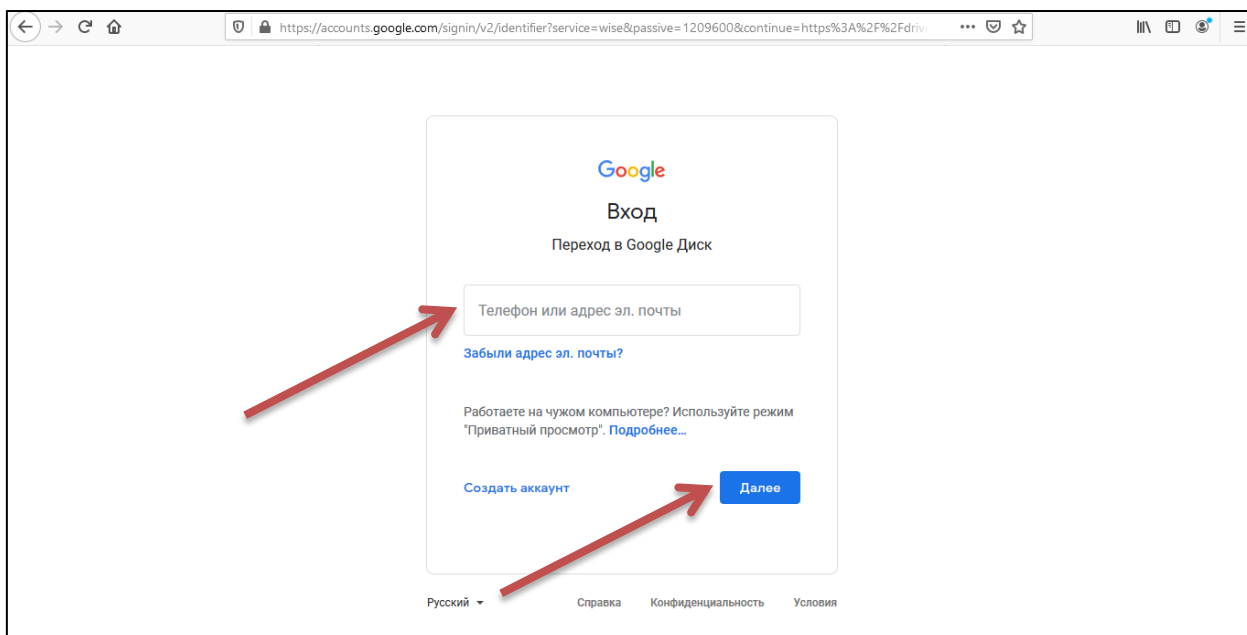 https://accounts.google.com/signin/v2/identifier?service=wise&passive=1209600&continue=https%3A%2F%2Fdriv
Google
Вход
Переход в Google Диск
Телефон или адрес эл. почты
Забыли адрес эл. почты?
Работаете на чужом компьютере? Используйте режим
"Приватный просмотр". Подробнее...
Создать аккаунт
Далее
Русский
Справка
Конфиденциальность
Условия